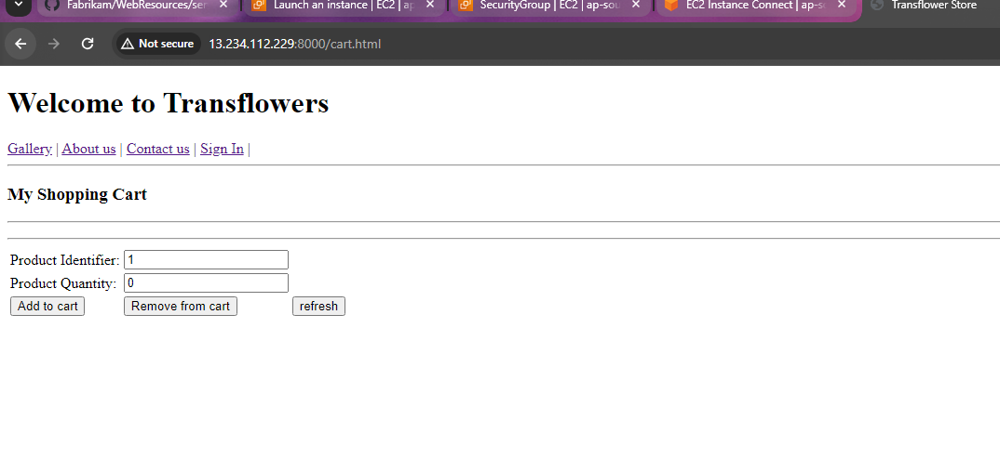 Fabrikam/WebResources/ser
Launch an instance | EC2 | ap
SecurityGroup | EC2 | ap-sou
EC2 Instance Connect | ap-s
Transflower Store
Not secure 13.234.112.229:8000/cart.html
Welcome to Transflowers
Gallery | About us | Contact us | Sign In |
My Shopping Cart
Product Identifier: 1
Product Quantity: 0
Add to cart Remove from cart refresh